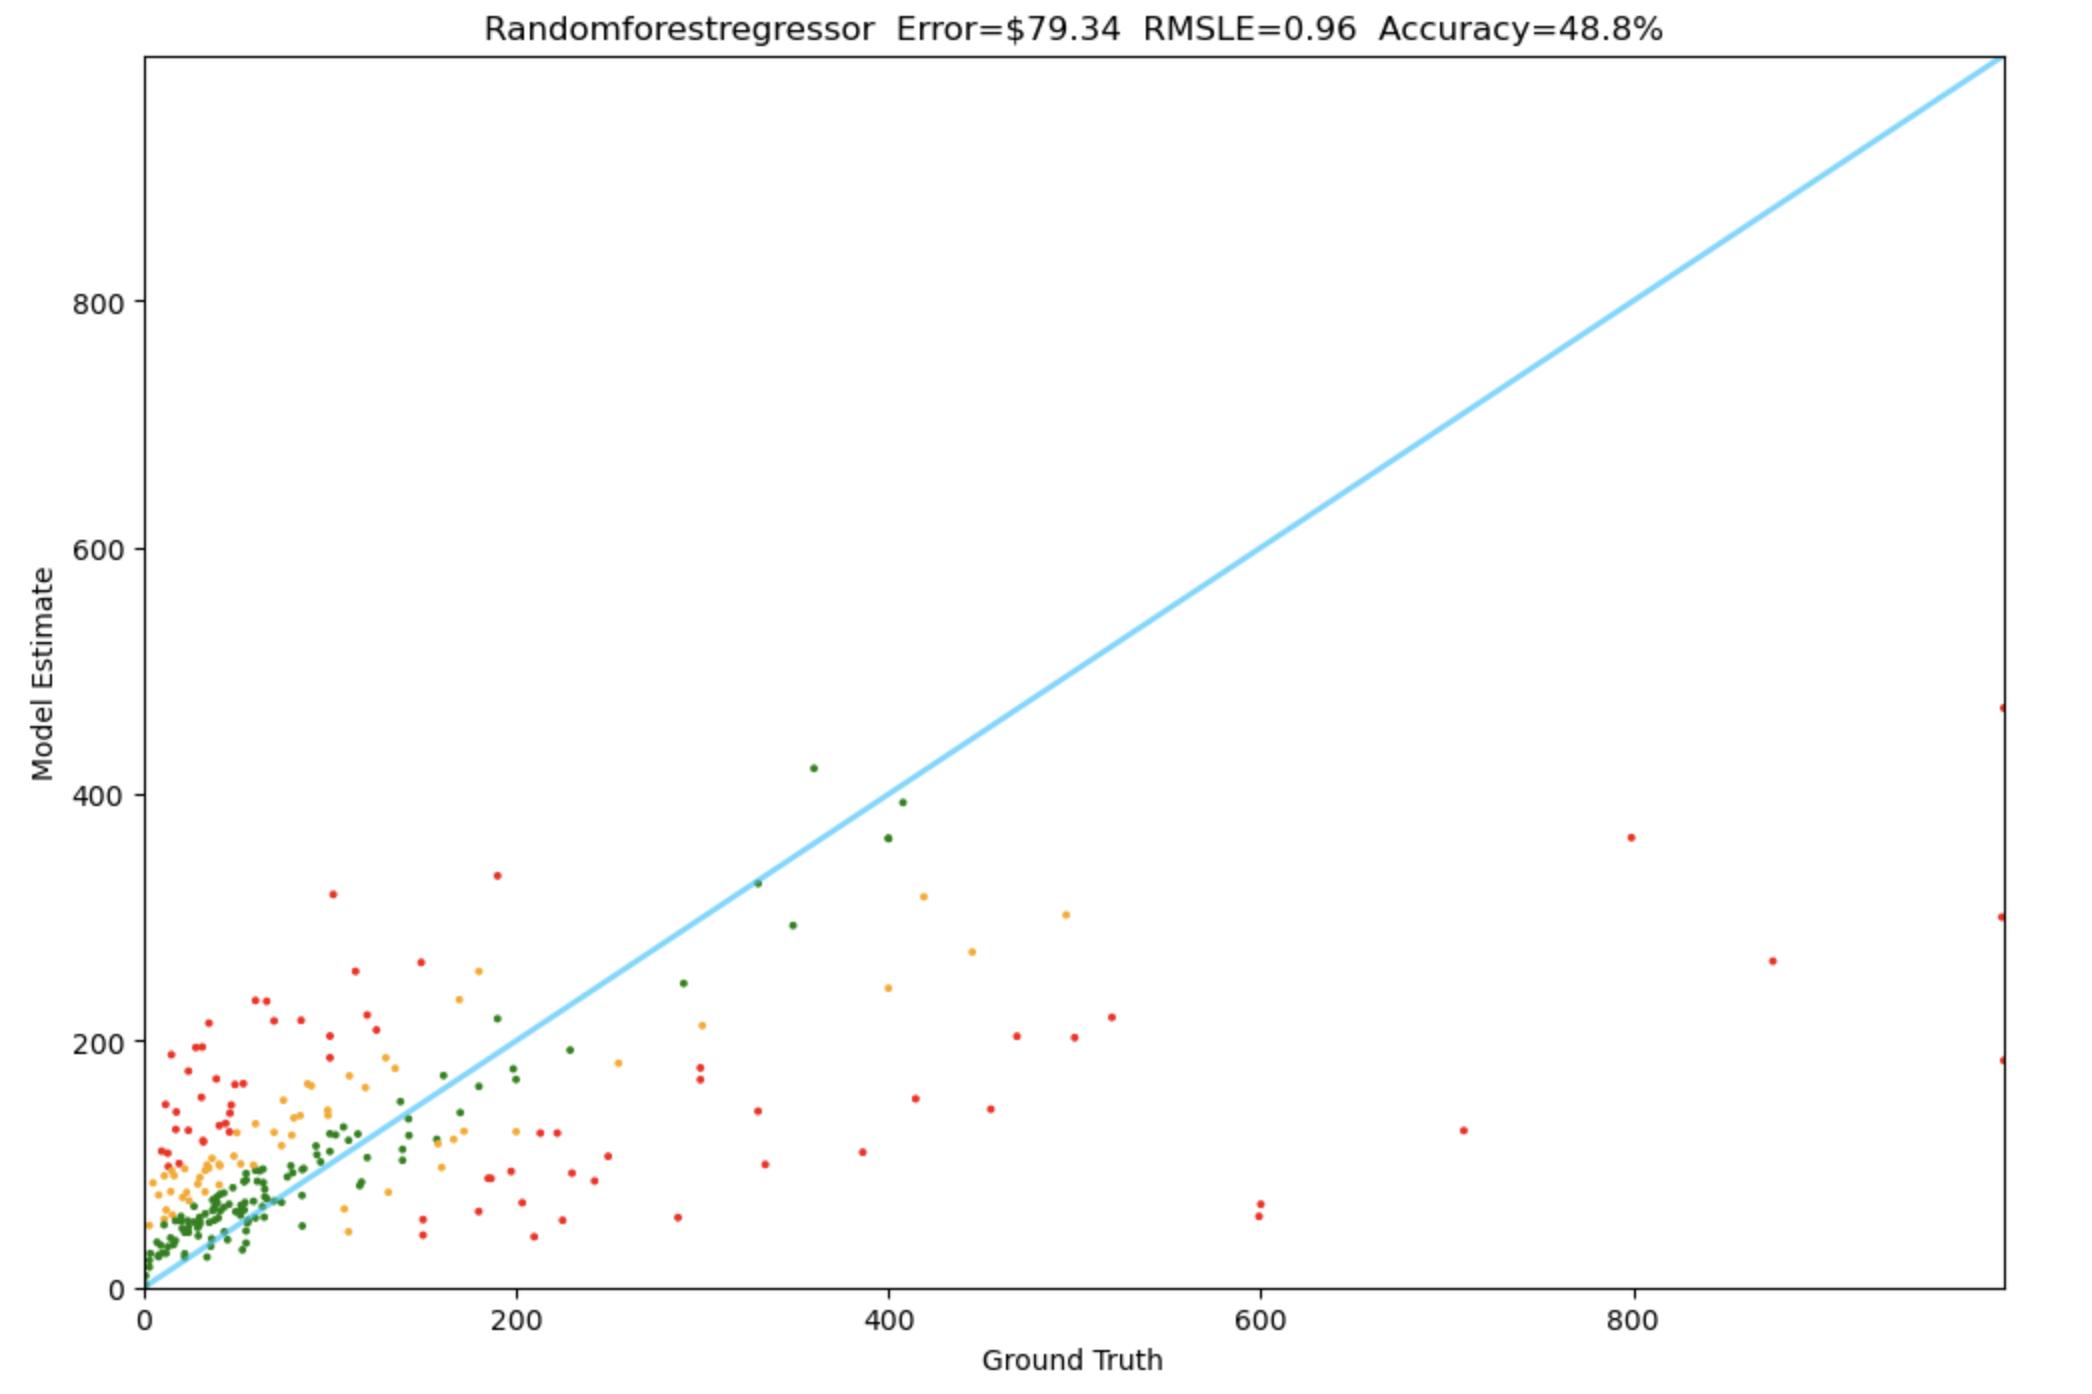 Randomforestregressor Error=$79.34 RMSLE=0.96 Accuracy=48.8%
800
600
400
200
0
Model Estimate
0 200 400 600 800
Ground Truth